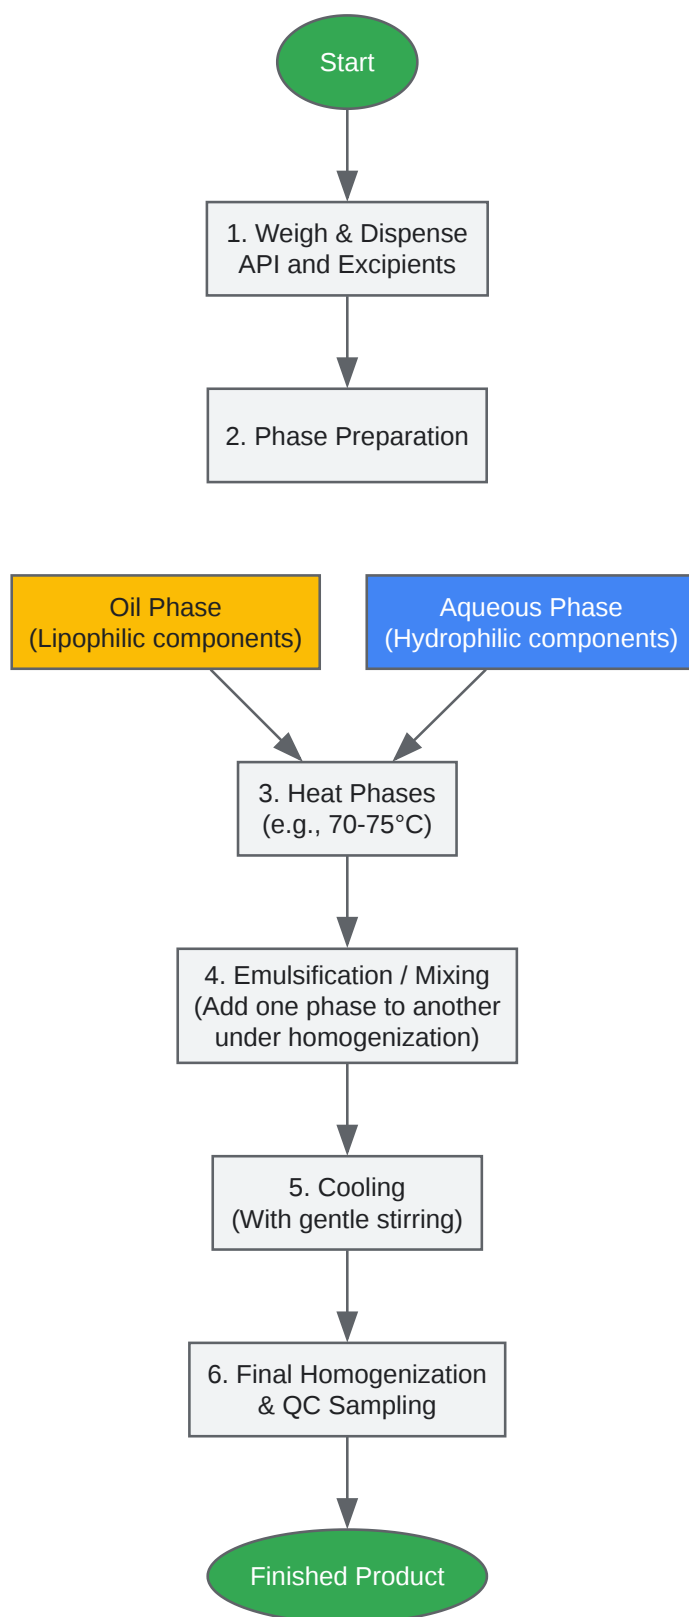 Start
1. Weigh & Dispense
API and Excipients
2. Phase Preparation
Oil Phase
(Lipophilic components)
Aqueous Phase
(Hydrophilic components)
3. Heat Phases
(e.g., 70-75°C)
4. Emulsification / Mixing
(Add one phase to another
under homogenization)
5. Cooling
(With gentle stirring)
6. Final Homogenization
& QC Sampling
Finished Product